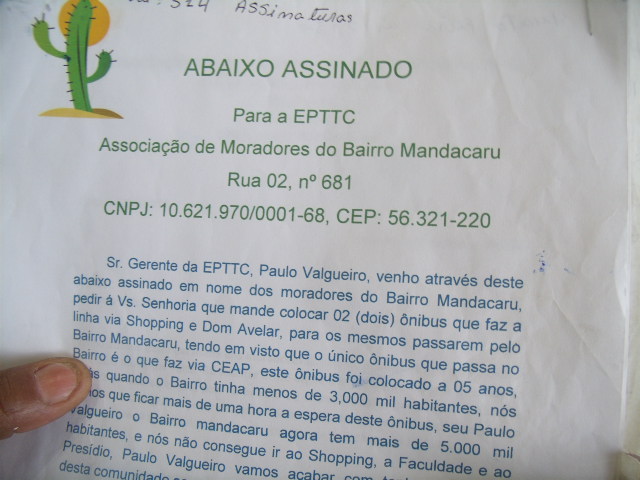 524 Assinaturas
ABAIXO ASSINADO
Para a EPTTC
Associação de Moradores do Bairro Mandacaru
Rua 02, nº 681
CNPJ: 10.621.970/0001-68, CEP: 56.321-220
Sr. Gerente da EPTTC, Paulo Valgueiro, venho através deste
abaixo assinado em nome dos moradores do Bairro Mandacaru,
pedir á Vs. Senhoria que mande colocar 02 (dois) ônibus que faz a
linha via Shopping e Dom Avelar, para os mesmos passarem pelo
Bairro Mandacaru, tendo em visto que o único ônibus que passa no
Bairro é o que faz via CEAP, este ônibus foi colocado a 05 anos,
quando o Bairro tinha menos de 3,000 mil habitantes, nós
que ficar mais de uma hora a espera deste ônibus, seu Paulo
Valgueiro o Bairro mandacaru agora tem mais de 5.000 mil
habitantes, e nós não consegue ir ao Shopping, a Faculdade e ao
Presídio, Paulo Valgueiro vamos acabar com
desta comunidade